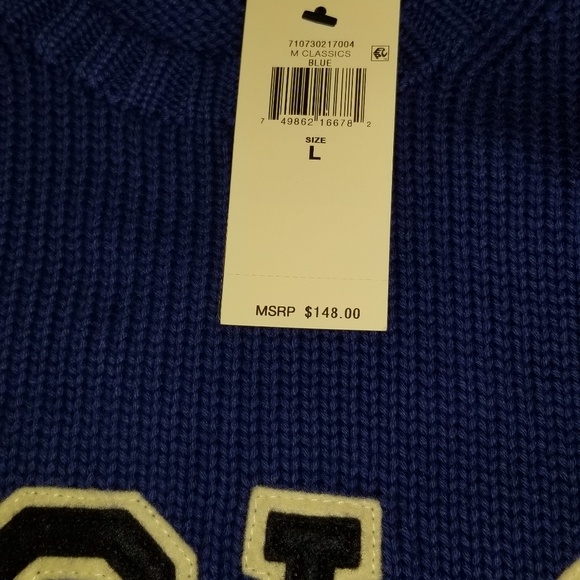 710730217004
M CLASSICS
BLUE
7 49862 16678 2
SIZE
L
MSRP $148.00